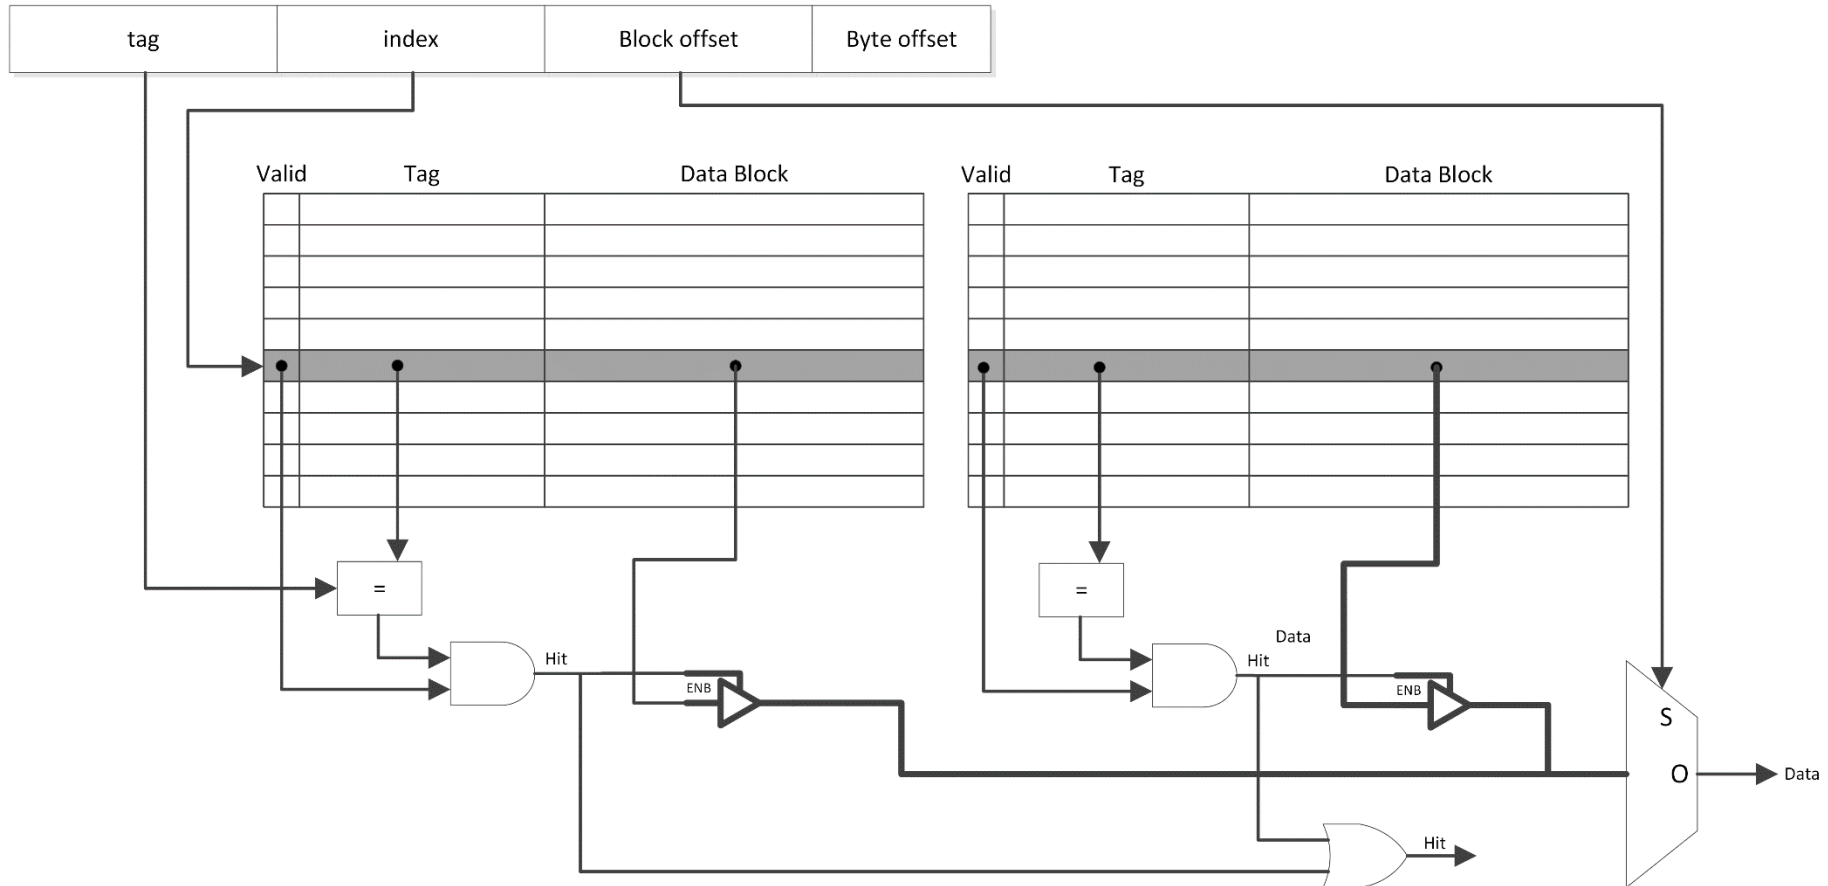 tag index Block offset Byte offset
Valid Tag Data Block Valid Tag Data Block
= =
Data
Hit Hit
ENB ENB
S
O Data
Hit